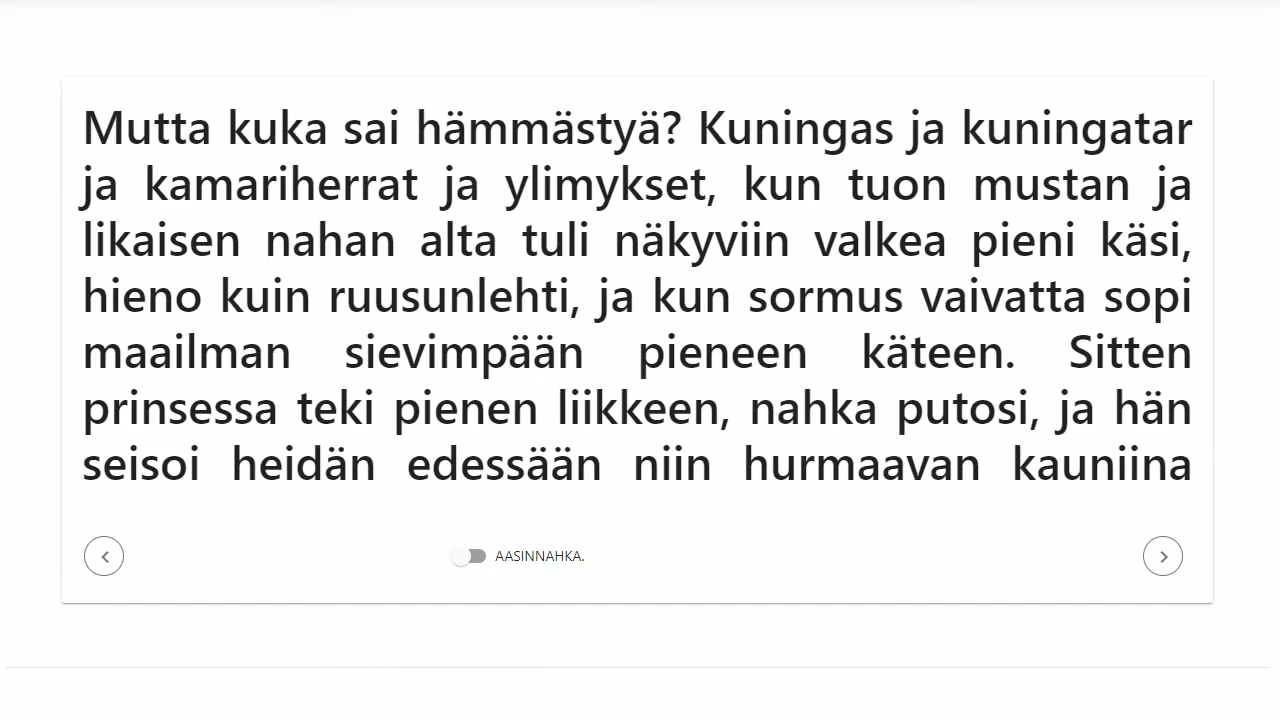 Mutta kuka sai hämmästyä? Kuningas ja kuningatar
ja kamariherrat ja ylimykset, kun tuon mustan ja
likaisen nahan alta tuli näkyviin valkea pieni käsi,
hieno kuin ruusunlehti, ja kun sormus vaivatta sopi
maailman sievimpään pieneen käteen. Sitten
prinsessa teki pienen liikkeen, nahka putosi, ja hän
seisoi heidän edessään niin hurmaavan kauniina
AASINNAHKA.